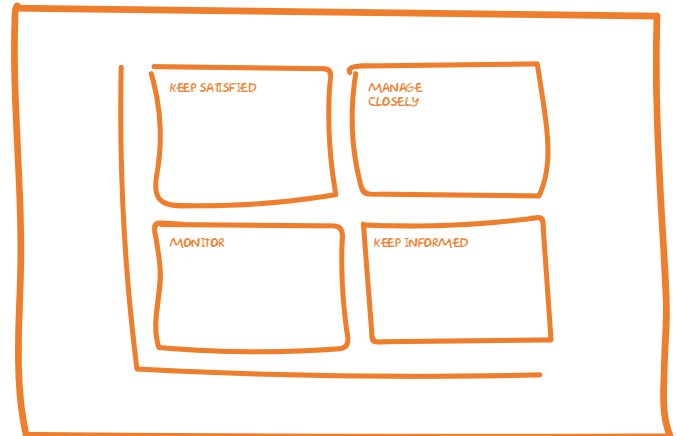 KEEP SATISFIED
MANAGE
CLOSELY
MONITOR
KEEP INFORMED